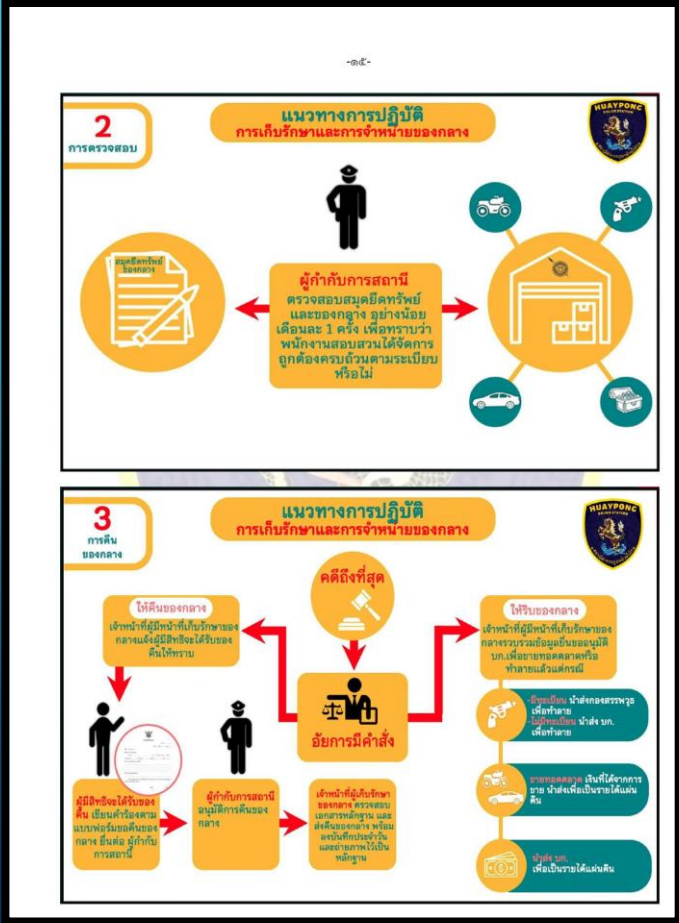 -๑๕-
2
การตรวจสอบ
แนวทางการปฏิบัติ
การเก็บรักษาและการจำหน่ายของกลาง
HUAYPONG
สมุดยึดทรัพย์
ของกลาง
ผู้กำกับการสถานี
ตรวจสอบสมุดยึดทรัพย์
และของกลาง อย่างน้อย
เดือนละ 1 ครั้ง เพื่อทราบว่า
พนักงานสอบสวนได้จัดการ
ถูกต้องครบถ้วนตามระเบียบ
หรือไม่
3
การคืน
ของกลาง
แนวทางการปฏิบัติ
การเก็บรักษาและการจำหน่ายของกลาง
HUAYPONG
คดีถึงที่สุด
ให้คืนของกลาง
เจ้าหน้าที่ผู้มีหน้าที่เก็บรักษาของ
กลางแจ้งผู้มีสิทธิจะได้รับของ
คืนให้ทราบ
ให้ริบของกลาง
เจ้าหน้าที่ผู้มีหน้าที่เก็บรักษาของ
กลางรวบรวมข้อมูลยื่นขออนุมัติ
บก.เพื่อขายทอดตลาดหรือ
ทำลายแล้วแต่กรณี
อัยการมีคำสั่ง
-มีทะเบียน นำส่งกองสรรพาวุธ
เพื่อทำลาย
-ไม่มีทะเบียน นำส่ง บก.
เพื่อทำลาย
ขายทอดตลาด เงินที่ได้จากการ
ขาย นำส่งเพื่อเป็นรายได้แผ่น
ดิน
นำส่ง บก.
เพื่อเป็นรายได้แผ่นดิน
ผู้มีสิทธิจะได้รับของ
คืน เขียนคำร้องตาม
แบบฟอร์มขอคืนของ
กลาง ยื่นต่อ ผู้กำกับ
การสถานี
ผู้กำกับการสถานี
อนุมัติการคืนของ
กลาง
เจ้าหน้าที่ผู้เก็บรักษา
ของกลาง ตรวจสอบ
เอกสารหลักฐาน และ
ส่งคืนของกลาง พร้อม
ลงบันทึกประจำวัน
และถ่ายภาพไว้เป็น
หลักฐาน